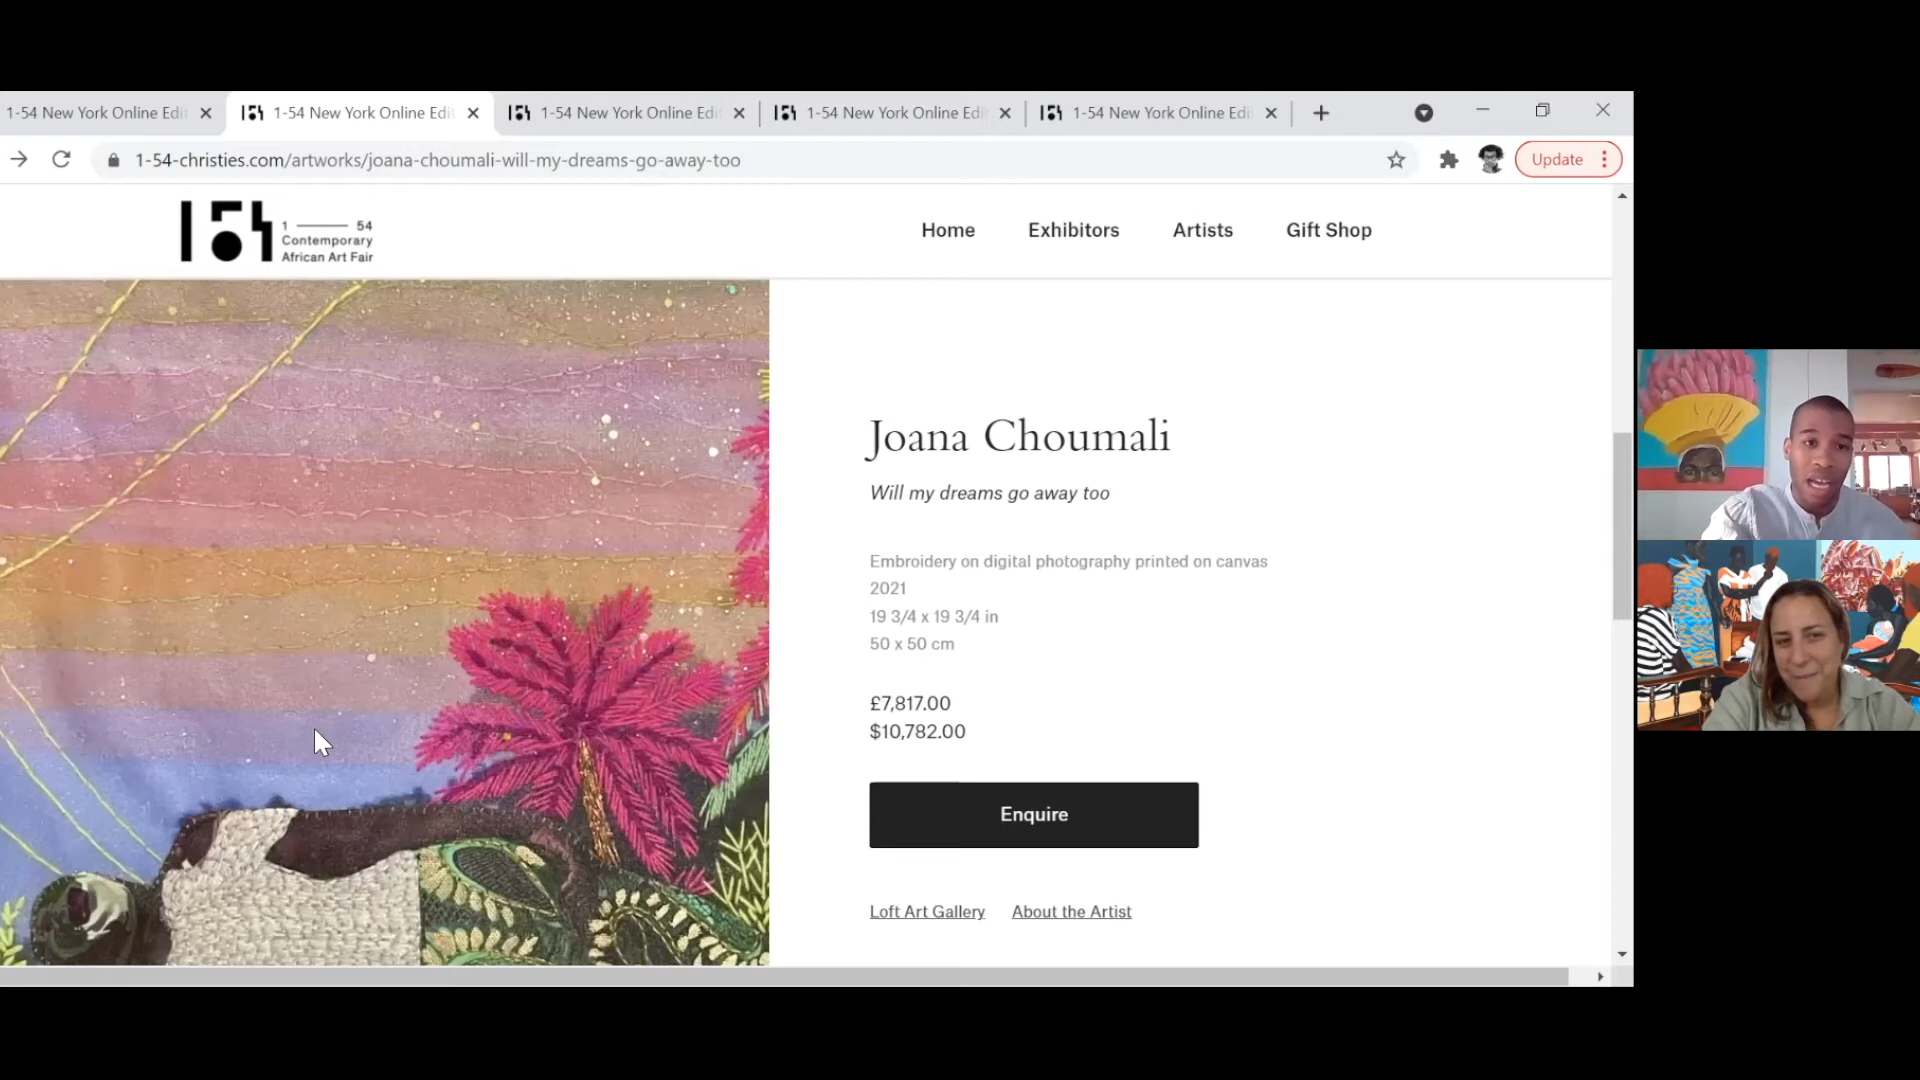 1-54 New York Online Edi
1-54 New York Online Edi
1-54 New York Online Edi
1-54 New York Online Edi
1-54 New York Online Edi
1-54-christies.com/artworks/joana-choumali-will-my-dreams-go-away-too
Update
1 54
Contemporary
African Art Fair
Home
Exhibitors
Artists
Gift Shop
Joana Choumali
Will my dreams go away too
Embroidery on digital photography printed on canvas
2021
19 3/4 x 19 3/4 in
50 x 50 cm
£7,817.00
$10,782.00
Enquire
Loft Art Gallery
About the Artist